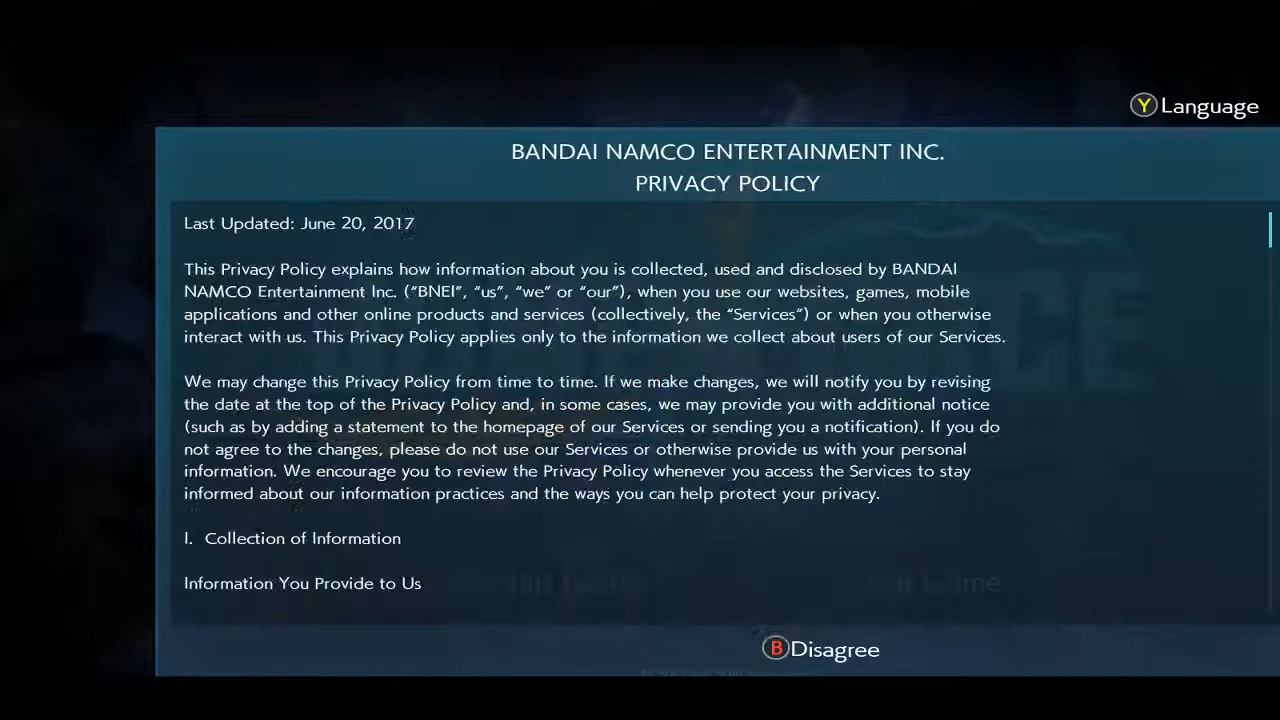 Y Language
BANDAI NAMCO ENTERTAINMENT INC.
PRIVACY POLICY
Last Updated: June 20, 2017
This Privacy Policy explains how information about you is collected, used and disclosed by BANDAI
NAMCO Entertainment Inc. (“BNEI”, “us”, “we” or “our”), when you use our websites, games, mobile
applications and other online products and services (collectively, the “Services”) or when you otherwise
interact with us. This Privacy Policy applies only to the information we collect about users of our Services.
We may change this Privacy Policy from time to time. If we make changes, we will notify you by revising
the date at the top of the Privacy Policy and, in some cases, we may provide you with additional notice
(such as by adding a statement to the homepage of our Services or sending you a notification). If you do
not agree to the changes, please do not use our Services or otherwise provide us with your personal
information. We encourage you to review the Privacy Policy whenever you access the Services to stay
informed about our information practices and the ways you can help protect your privacy.
I. Collection of Information
Information You Provide to Us
B Disagree